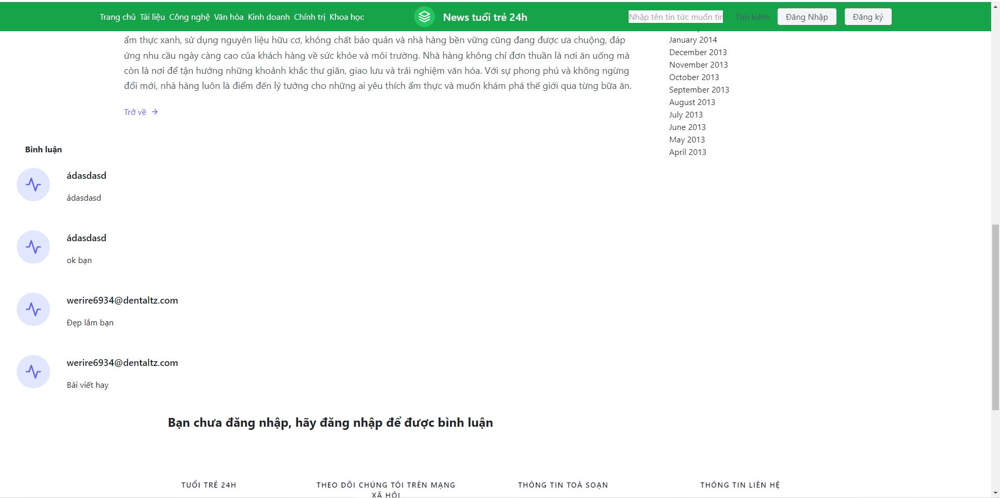 Trang chủ Tài liệu Công nghệ Văn hóa Kinh doanh Chính trị Khoa học
News tuổi trẻ 24h
Nhập tên tin tức muốn tìm
Tìm kiếm
Đăng Nhập
Đăng ký
ẩm thực xanh, sử dụng nguyên liệu hữu cơ, không chất bảo quản và nhà hàng bền vững cũng đang được ưa chuộng, đáp
ứng nhu cầu ngày càng cao của khách hàng về sức khỏe và môi trường. Nhà hàng không chỉ đơn thuần là nơi ăn uống mà
còn là nơi để tận hưởng những khoảnh khắc thư giãn, giao lưu và trải nghiệm văn hóa. Với sự phong phú và không ngừng
đổi mới, nhà hàng luôn là điểm đến lý tưởng cho những ai yêu thích ẩm thực và muốn khám phá thế giới qua từng bữa ăn.
Trở về
January 2014
December 2013
November 2013
October 2013
September 2013
August 2013
July 2013
June 2013
May 2013
April 2013
Bình luận
ádasdasd
ádasdasd
ádasdasd
ok bạn
werire6934@dentaltz.com
Đẹp lắm bạn
werire6934@dentaltz.com
Bài viết hay
Bạn chưa đăng nhập, hãy đăng nhập để được bình luận
TUỔI TRẺ 24H
THEO DÕI CHÚNG TÔI TRÊN MẠNG
XÃ HỘI
THÔNG TIN TOÀ SOẠN
THÔNG TIN LIÊN HỆ